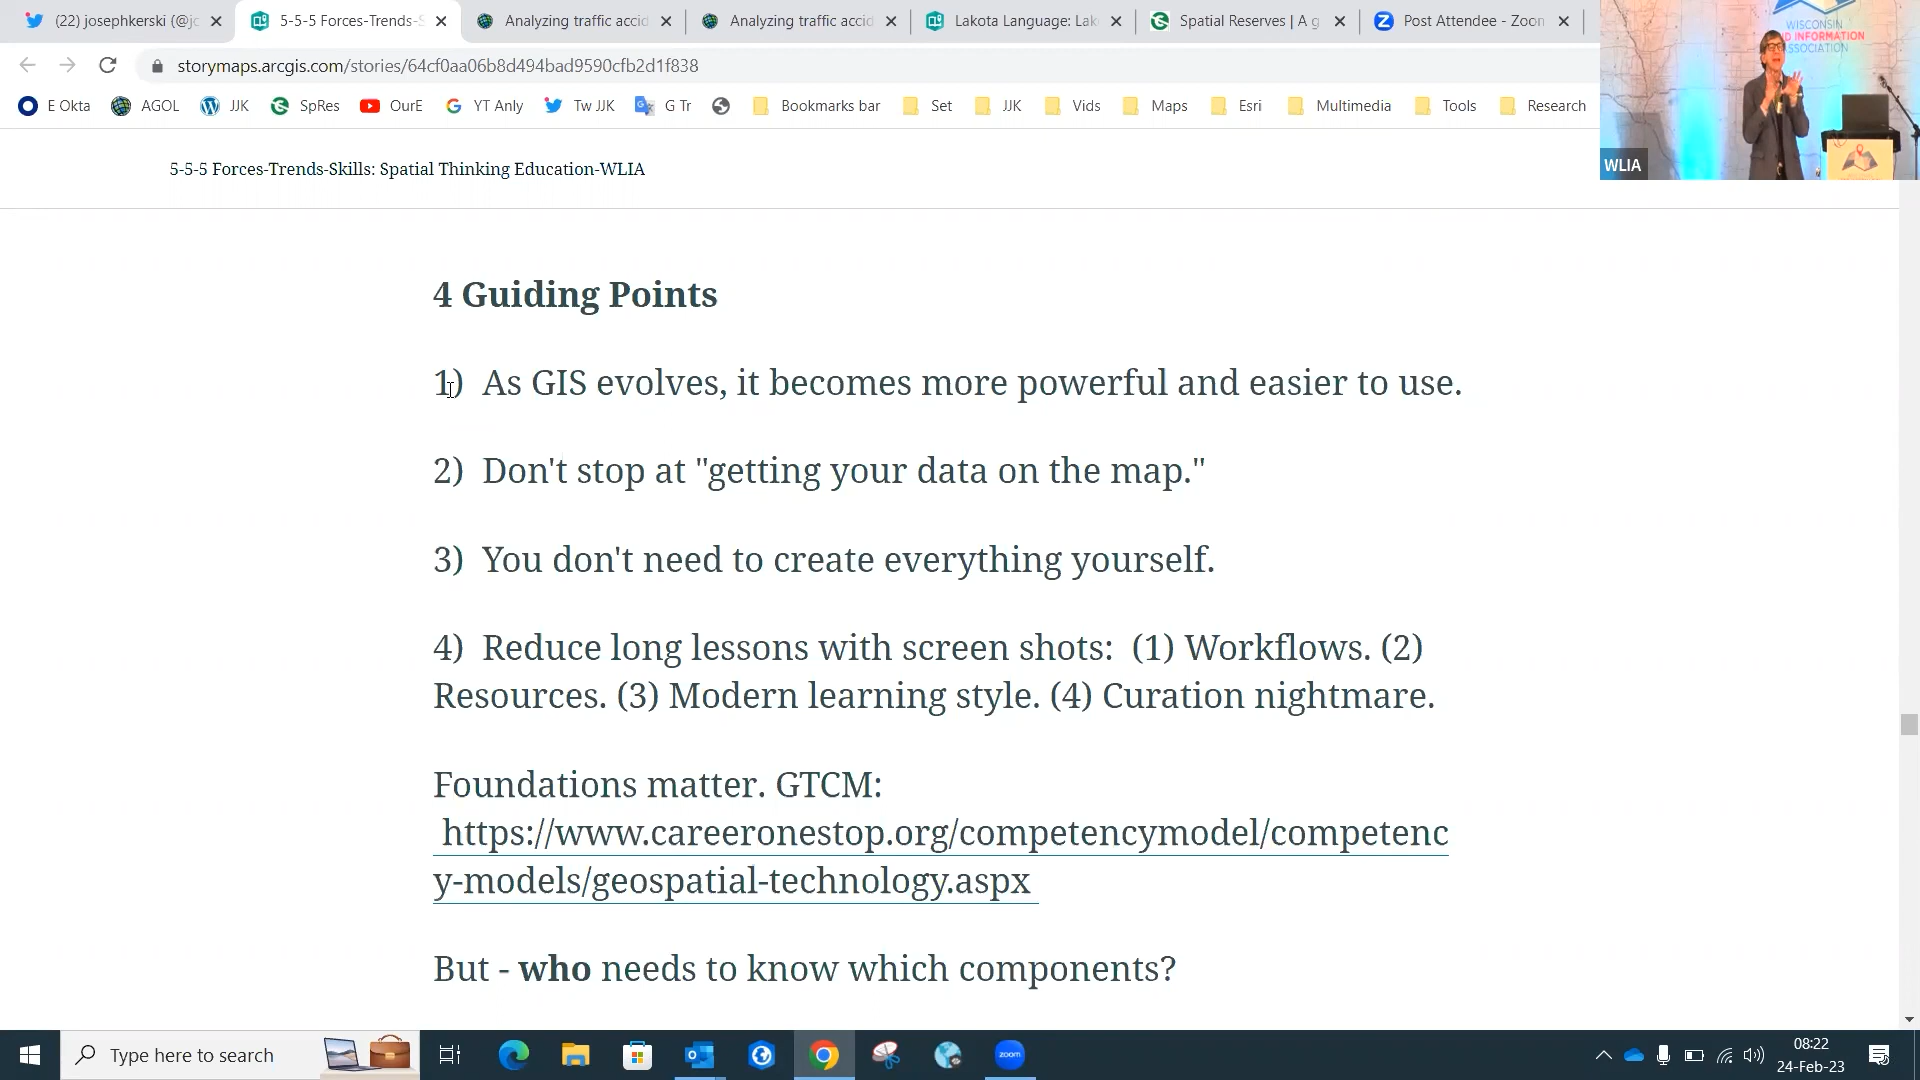 (22) josephkerski (@jc
5-5-5 Forces-Trends-S
Analyzing traffic accid
Analyzing traffic accid
Lakota Language: Lak
Spatial Reserves | A g
Post Attendee - Zoom
storymaps.arcgis.com/stories/64cf0aa06b8d494bad9590cfb2d1f838
E Okta AGOL JJK SpRes OurE YT Anly Tw JJK G Tr Bookmarks bar Set JJK Vids Maps Esri Multimedia Tools Research
WISCONSIN
ND INFORMATION
ASSOCIATION
WLIA
5-5-5 Forces-Trends-Skills: Spatial Thinking Education-WLIA
4 Guiding Points
1) As GIS evolves, it becomes more powerful and easier to use.
2) Don't stop at "getting your data on the map."
3) You don't need to create everything yourself.
4) Reduce long lessons with screen shots: (1) Workflows. (2)
Resources. (3) Modern learning style. (4) Curation nightmare.
Foundations matter. GTCM:
https://www.careeronestop.org/competencymodel/competenc
y-models/geospatial-technology.aspx
But - who needs to know which components?
Type here to search
zoom
08:22
24-Feb-23